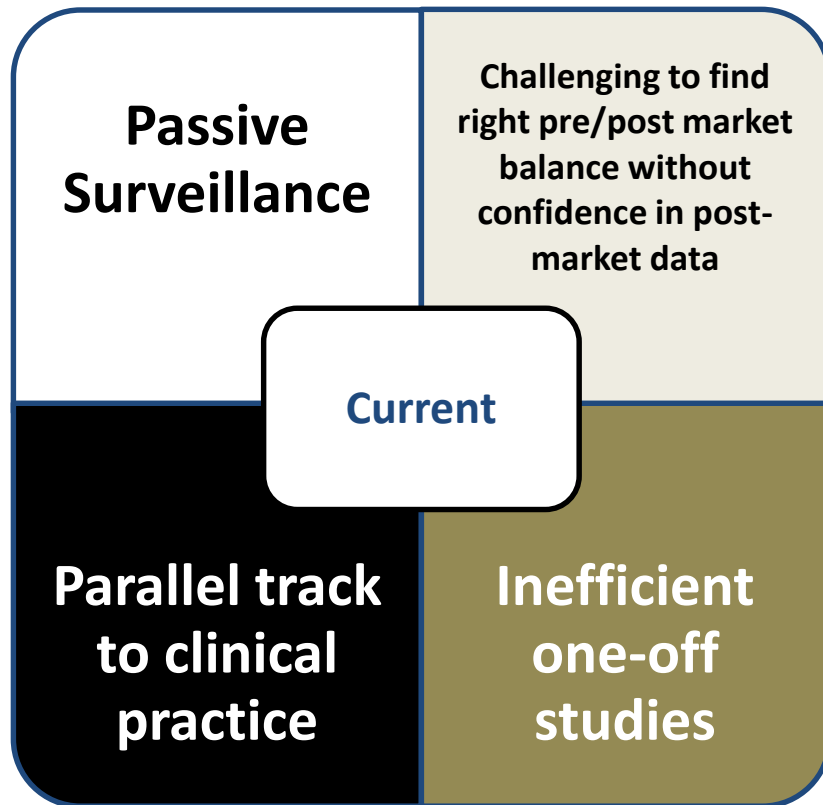 Passive
Surveillance
Challenging to find
right pre/post market
balance without
confidence in post-
market data
Current
Parallel track
to clinical
practice
Inefficient
one-off
studies